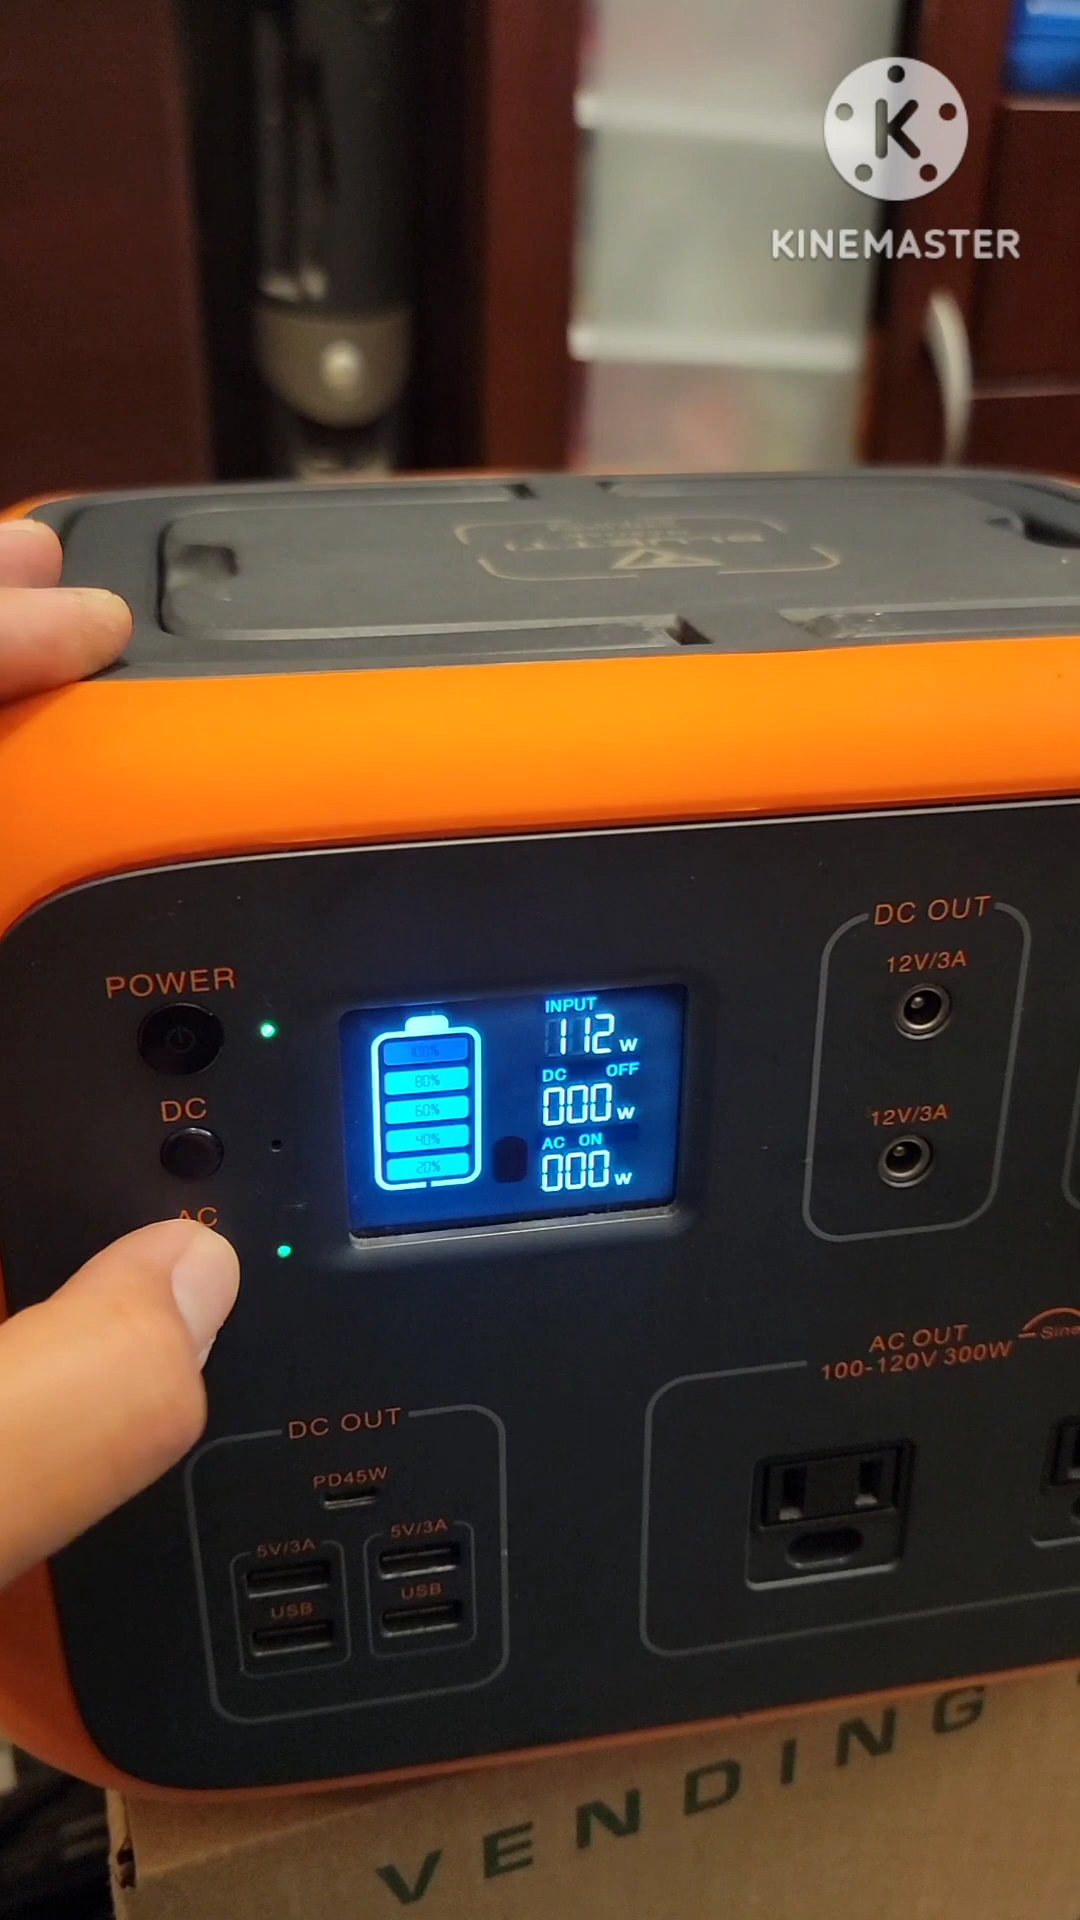 K
KINEMASTER
BLUETTI
POWER
DC
AC
100%
80%
60%
40%
20%
INPUT
112 W
DC OFF
000 W
AC ON
000 W
DC OUT
12V/3A
12V/3A
AC OUT
100-120V 300W
Sine
DC OUT
PD45W
5V/3A
5V/3A
USB
USB
VENDING